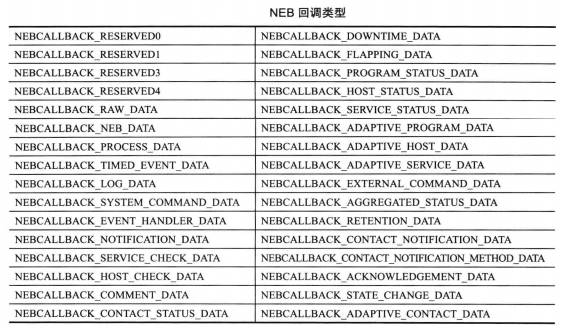 NEB 回调类型
NEBCALLBACK_RESERVED0 NEBCALLBACK_DOWNTIME_DATA
NEBCALLBACK_RESERVED1 NEBCALLBACK_FLAPPING_DATA
NEBCALLBACK_RESERVED3 NEBCALLBACK_PROGRAM_STATUS_DATA
NEBCALLBACK_RESERVED4 NEBCALLBACK_HOST_STATUS_DATA
NEBCALLBACK_RAW_DATA NEBCALLBACK_SERVICE_STATUS_DATA
NEBCALLBACK_NEB_DATA NEBCALLBACK_ADAPTIVE_PROGRAM_DATA
NEBCALLBACK_PROCESS_DATA NEBCALLBACK_ADAPTIVE_HOST_DATA
NEBCALLBACK_TIMED_EVENT_DATA NEBCALLBACK_ADAPTIVE_SERVICE_DATA
NEBCALLBACK_LOG_DATA NEBCALLBACK_EXTERNAL_COMMAND_DATA
NEBCALLBACK_SYSTEM_COMMAND_DATA NEBCALLBACK_AGGREGATED_STATUS_DATA
NEBCALLBACK_EVENT_HANDLER_DATA NEBCALLBACK_RETENTION_DATA
NEBCALLBACK_NOTIFICATION_DATA NEBCALLBACK_CONTACT_NOTIFICATION_DATA
NEBCALLBACK_SERVICE_CHECK_DATA NEBCALLBACK_CONTACT_NOTIFICATION_METHOD_DATA
NEBCALLBACK_HOST_CHECK_DATA NEBCALLBACK_ACKNOWLEDGEMENT_DATA
NEBCALLBACK_COMMENT_DATA NEBCALLBACK_STATE_CHANGE_DATA
NEBCALLBACK_CONTACT_STATUS_DATA NEBCALLBACK_ADAPTIVE_CONTACT_DATA